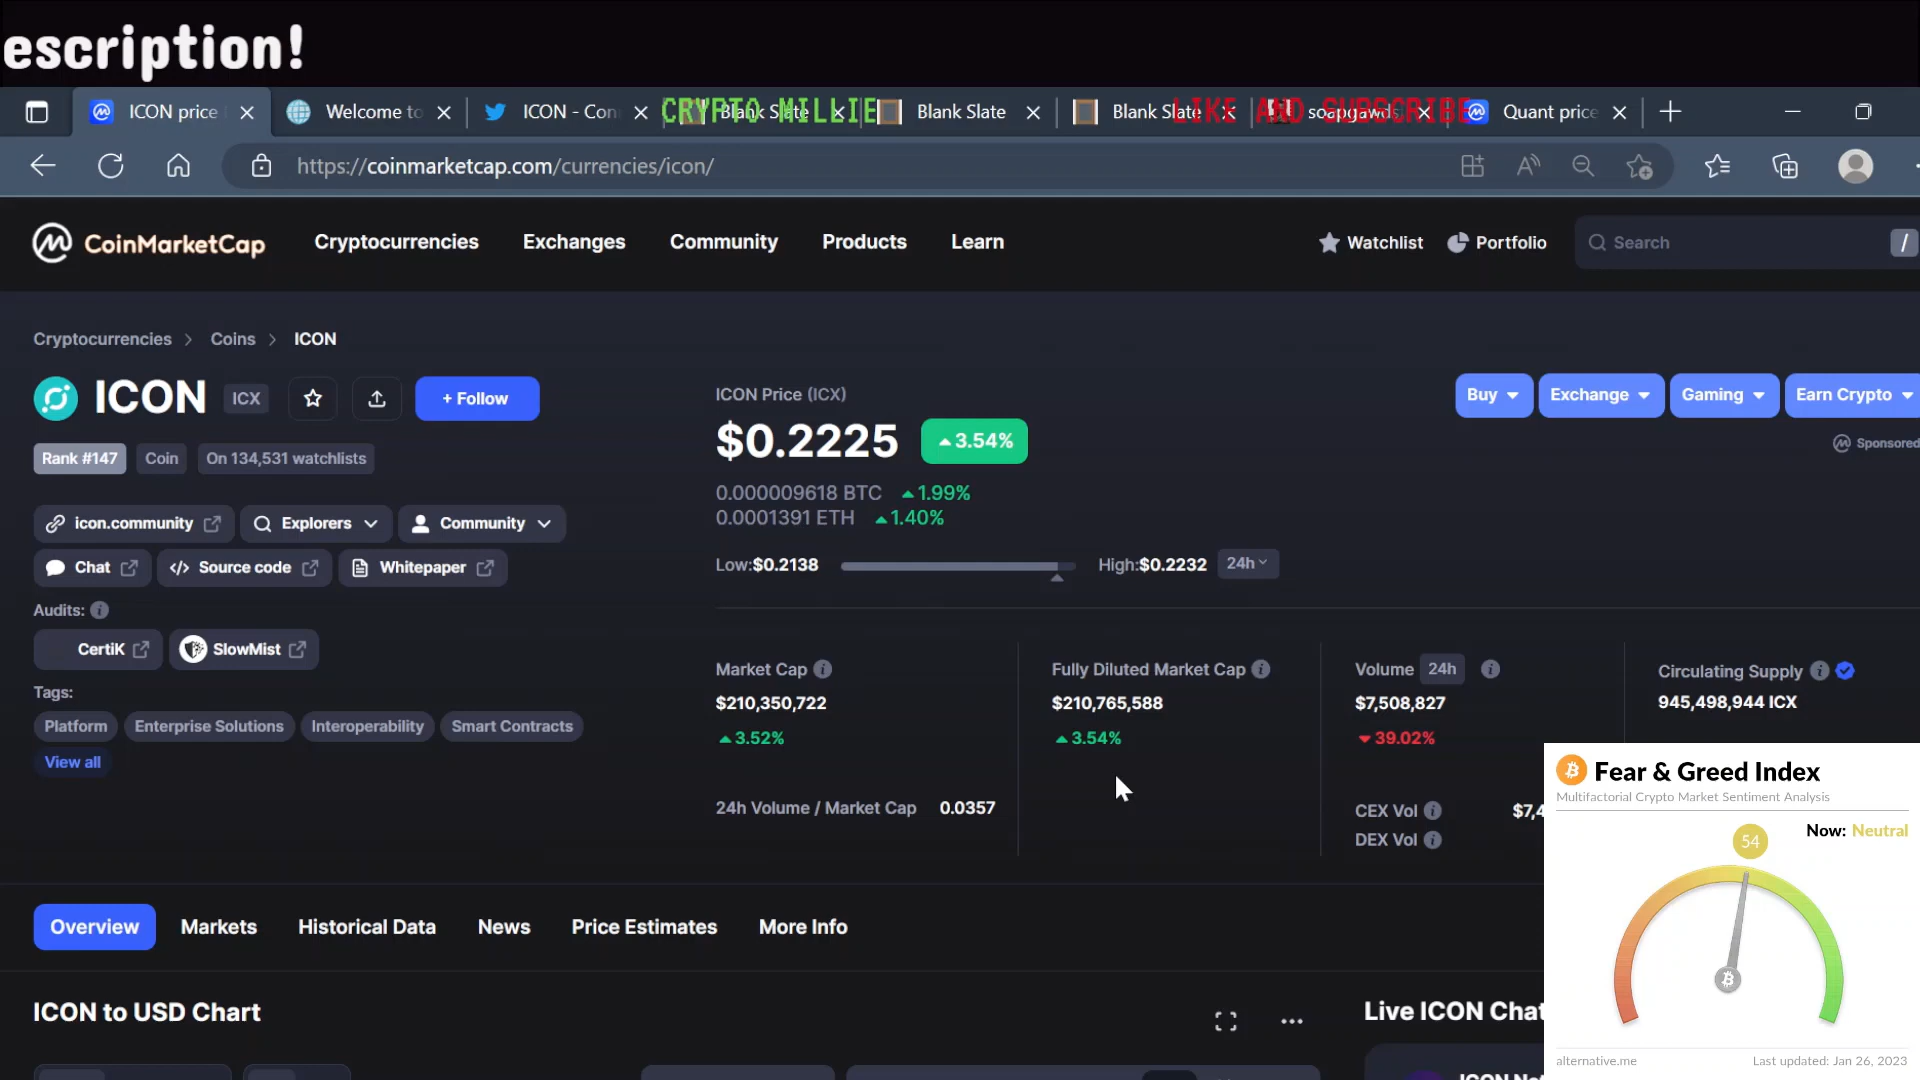 escription!
ICON price
Welcome to
ICON - Con
CRYPTO MILLIE
Blank Slate
Blank Slate
Blank Slate
LIKE AND SUBSCRIBE
soapgawds
Quant price
https://coinmarketcap.com/currencies/icon/
CoinMarketCap
Cryptocurrencies
Exchanges
Community
Products
Learn
Watchlist
Portfolio
Search
/
Cryptocurrencies > Coins > ICON
ICON ICX
+ Follow
Rank #147
Coin
On 134,531 watchlists
icon.community
Explorers
Community
Chat
Source code
Whitepaper
Audits:
CertiK
SlowMist
Tags:
Platform
Enterprise Solutions
Interoperability
Smart Contracts
View all
ICON Price (ICX)
$0.2225
3.54%
0.000009618 BTC 1.99%
0.0001391 ETH 1.40%
Low:$0.2138
High:$0.2232
24h
Buy
Exchange
Gaming
Earn Crypto
Sponsored
Market Cap
$210,350,722
3.52%
24h Volume / Market Cap 0.0357
Fully Diluted Market Cap
$210,765,588
3.54%
Volume 24h
$7,508,827
39.02%
CEX Vol $7,4
DEX Vol
Circulating Supply
945,498,944 ICX
Fear & Greed Index
Multifactorial Crypto Market Sentiment Analysis
Now: Neutral
54
alternative.me
Last updated: Jan 26, 2023
Overview
Markets
Historical Data
News
Price Estimates
More Info
ICON to USD Chart
Live ICON Chat